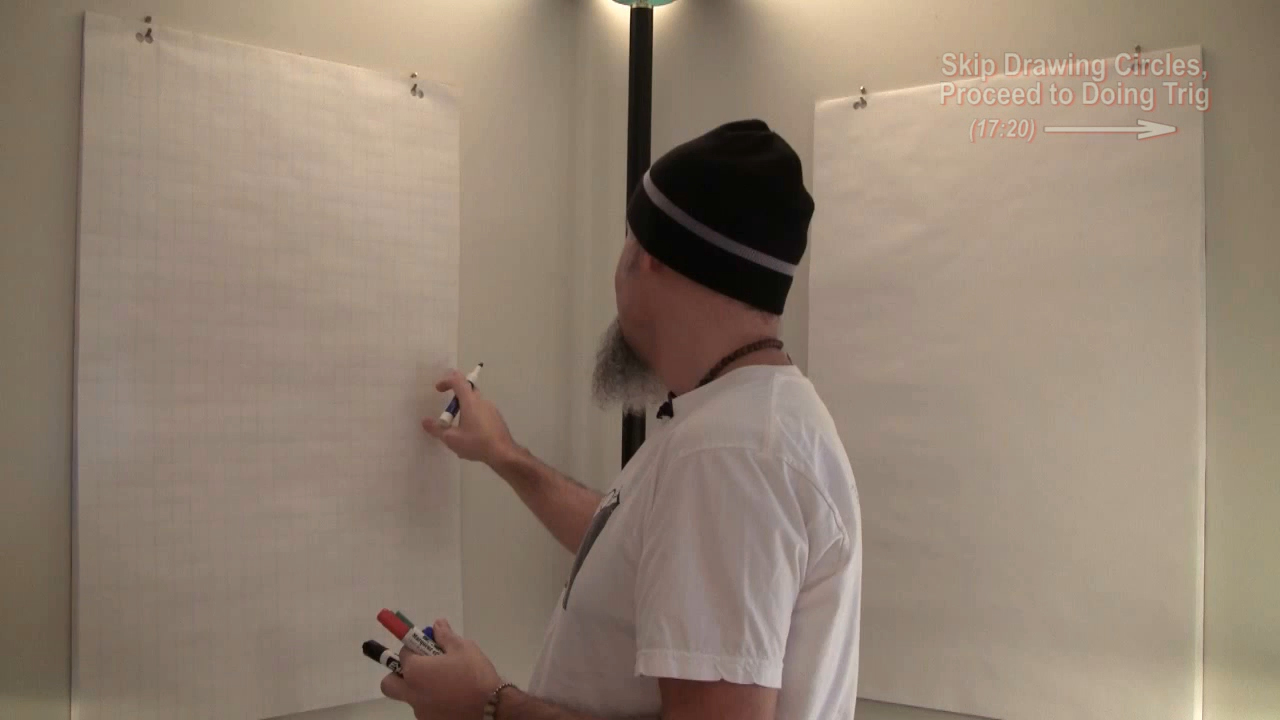 Skip Drawing Circles,
Proceed to Doing Trig
(17:20)